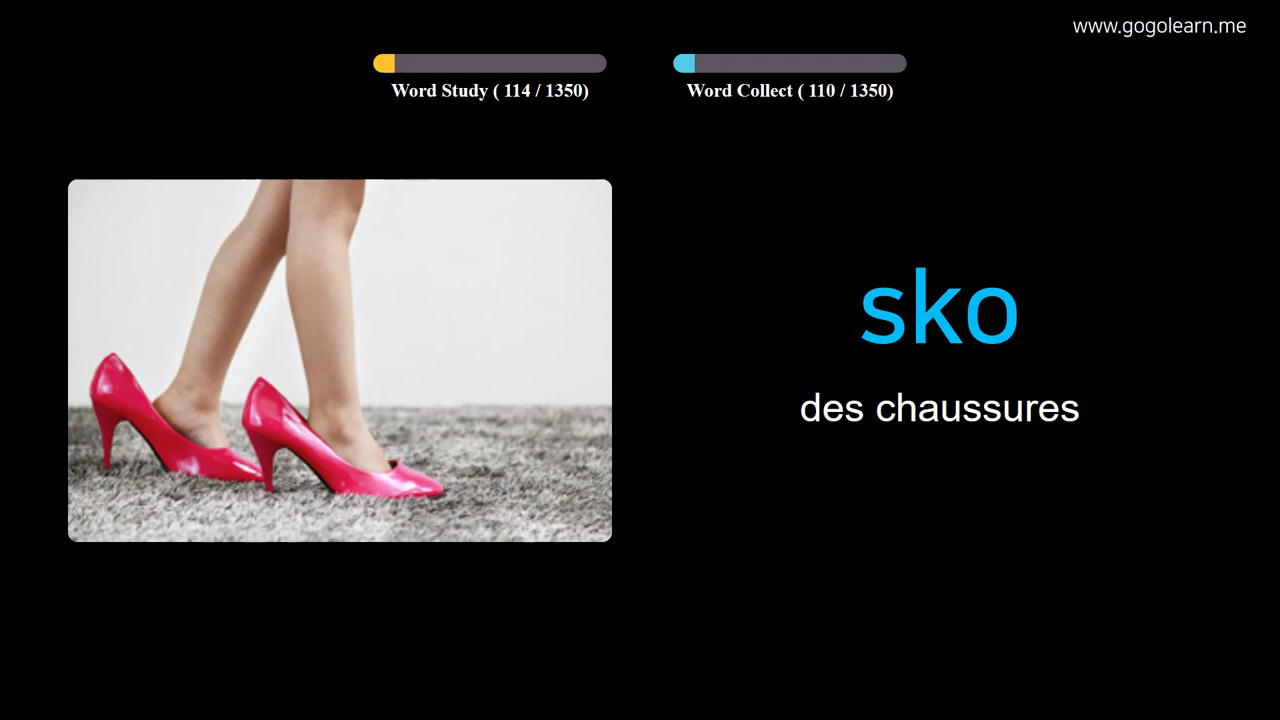 www.gogolearn.me
Word Study ( 114 / 1350)
Word Collect ( 110 / 1350)
sko
des chaussures